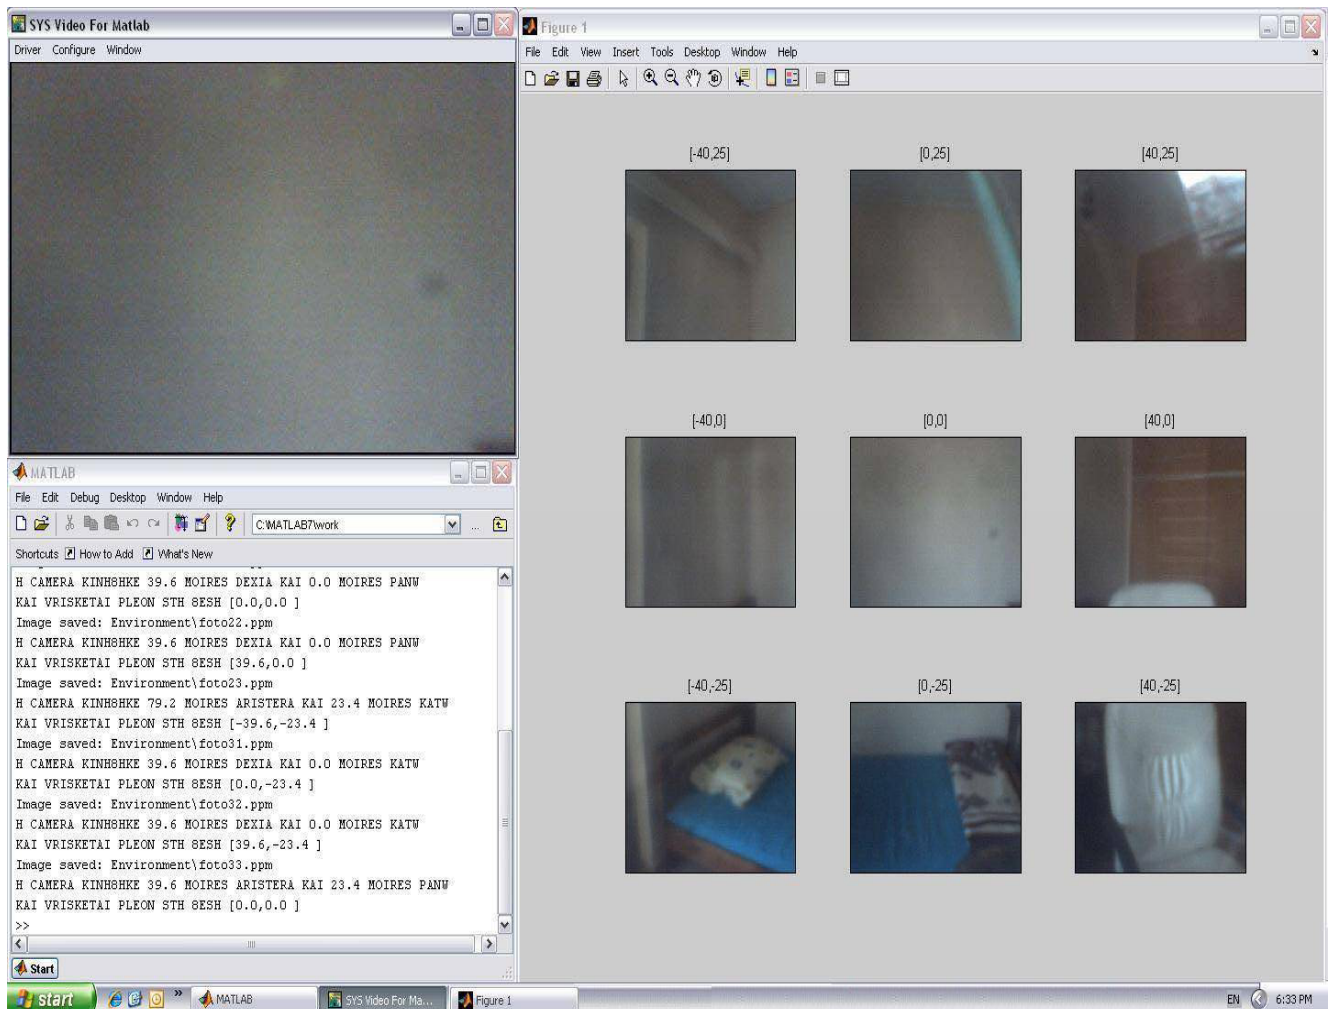 SYS Video For Matlab
Driver Configure Window
MATLAB
File Edit Debug Desktop Window Help
C:\MATLAB7\work
...
Shortcuts How to Add What's New
H CAMERA KINH8HKE 39.6 MOIRES DEXIA KAI 0.0 MOIRES PANW
KAI VRISKETAI PLEON STH 8ESH [0.0,0.0 ]
Image saved: Environment\foto22.ppm
H CAMERA KINH8HKE 39.6 MOIRES DEXIA KAI 0.0 MOIRES PANW
KAI VRISKETAI PLEON STH 8ESH [39.6,0.0 ]
Image saved: Environment\foto23.ppm
H CAMERA KINH8HKE 79.2 MOIRES ARISTERA KAI 23.4 MOIRES KATW
KAI VRISKETAI PLEON STH 8ESH [-39.6,-23.4 ]
Image saved: Environment\foto31.ppm
H CAMERA KINH8HKE 39.6 MOIRES DEXIA KAI 0.0 MOIRES KATW
KAI VRISKETAI PLEON STH 8ESH [0.0,-23.4 ]
Image saved: Environment\foto32.ppm
H CAMERA KINH8HKE 39.6 MOIRES DEXIA KAI 0.0 MOIRES KATW
KAI VRISKETAI PLEON STH 8ESH [39.6,-23.4 ]
Image saved: Environment\foto33.ppm
H CAMERA KINH8HKE 39.6 MOIRES ARISTERA KAI 23.4 MOIRES PANW
KAI VRISKETAI PLEON STH 8ESH [0.0,0.0 ]
>>
Start
Figure 1
File Edit View Insert Tools Desktop Window Help
[-40,25] [0,25] [40,25]
[-40,0] [0,0] [40,0]
[-40,-25] [0,-25] [40,-25]
start » MATLAB SYS Video For Ma... Figure 1 EN 6:33 PM